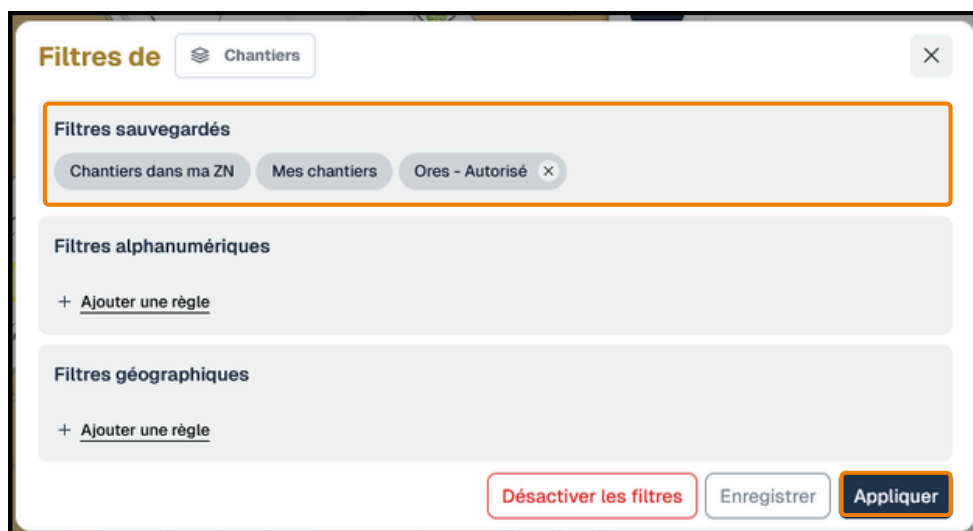 Filtres de Chantiers
Filtres sauvegardés
Chantiers dans ma ZN Mes chantiers Ores - Autorisé
Filtres alphanumériques
+ Ajouter une règle
Filtres géographiques
+ Ajouter une règle
Désactiver les filtres Enregistrer Appliquer